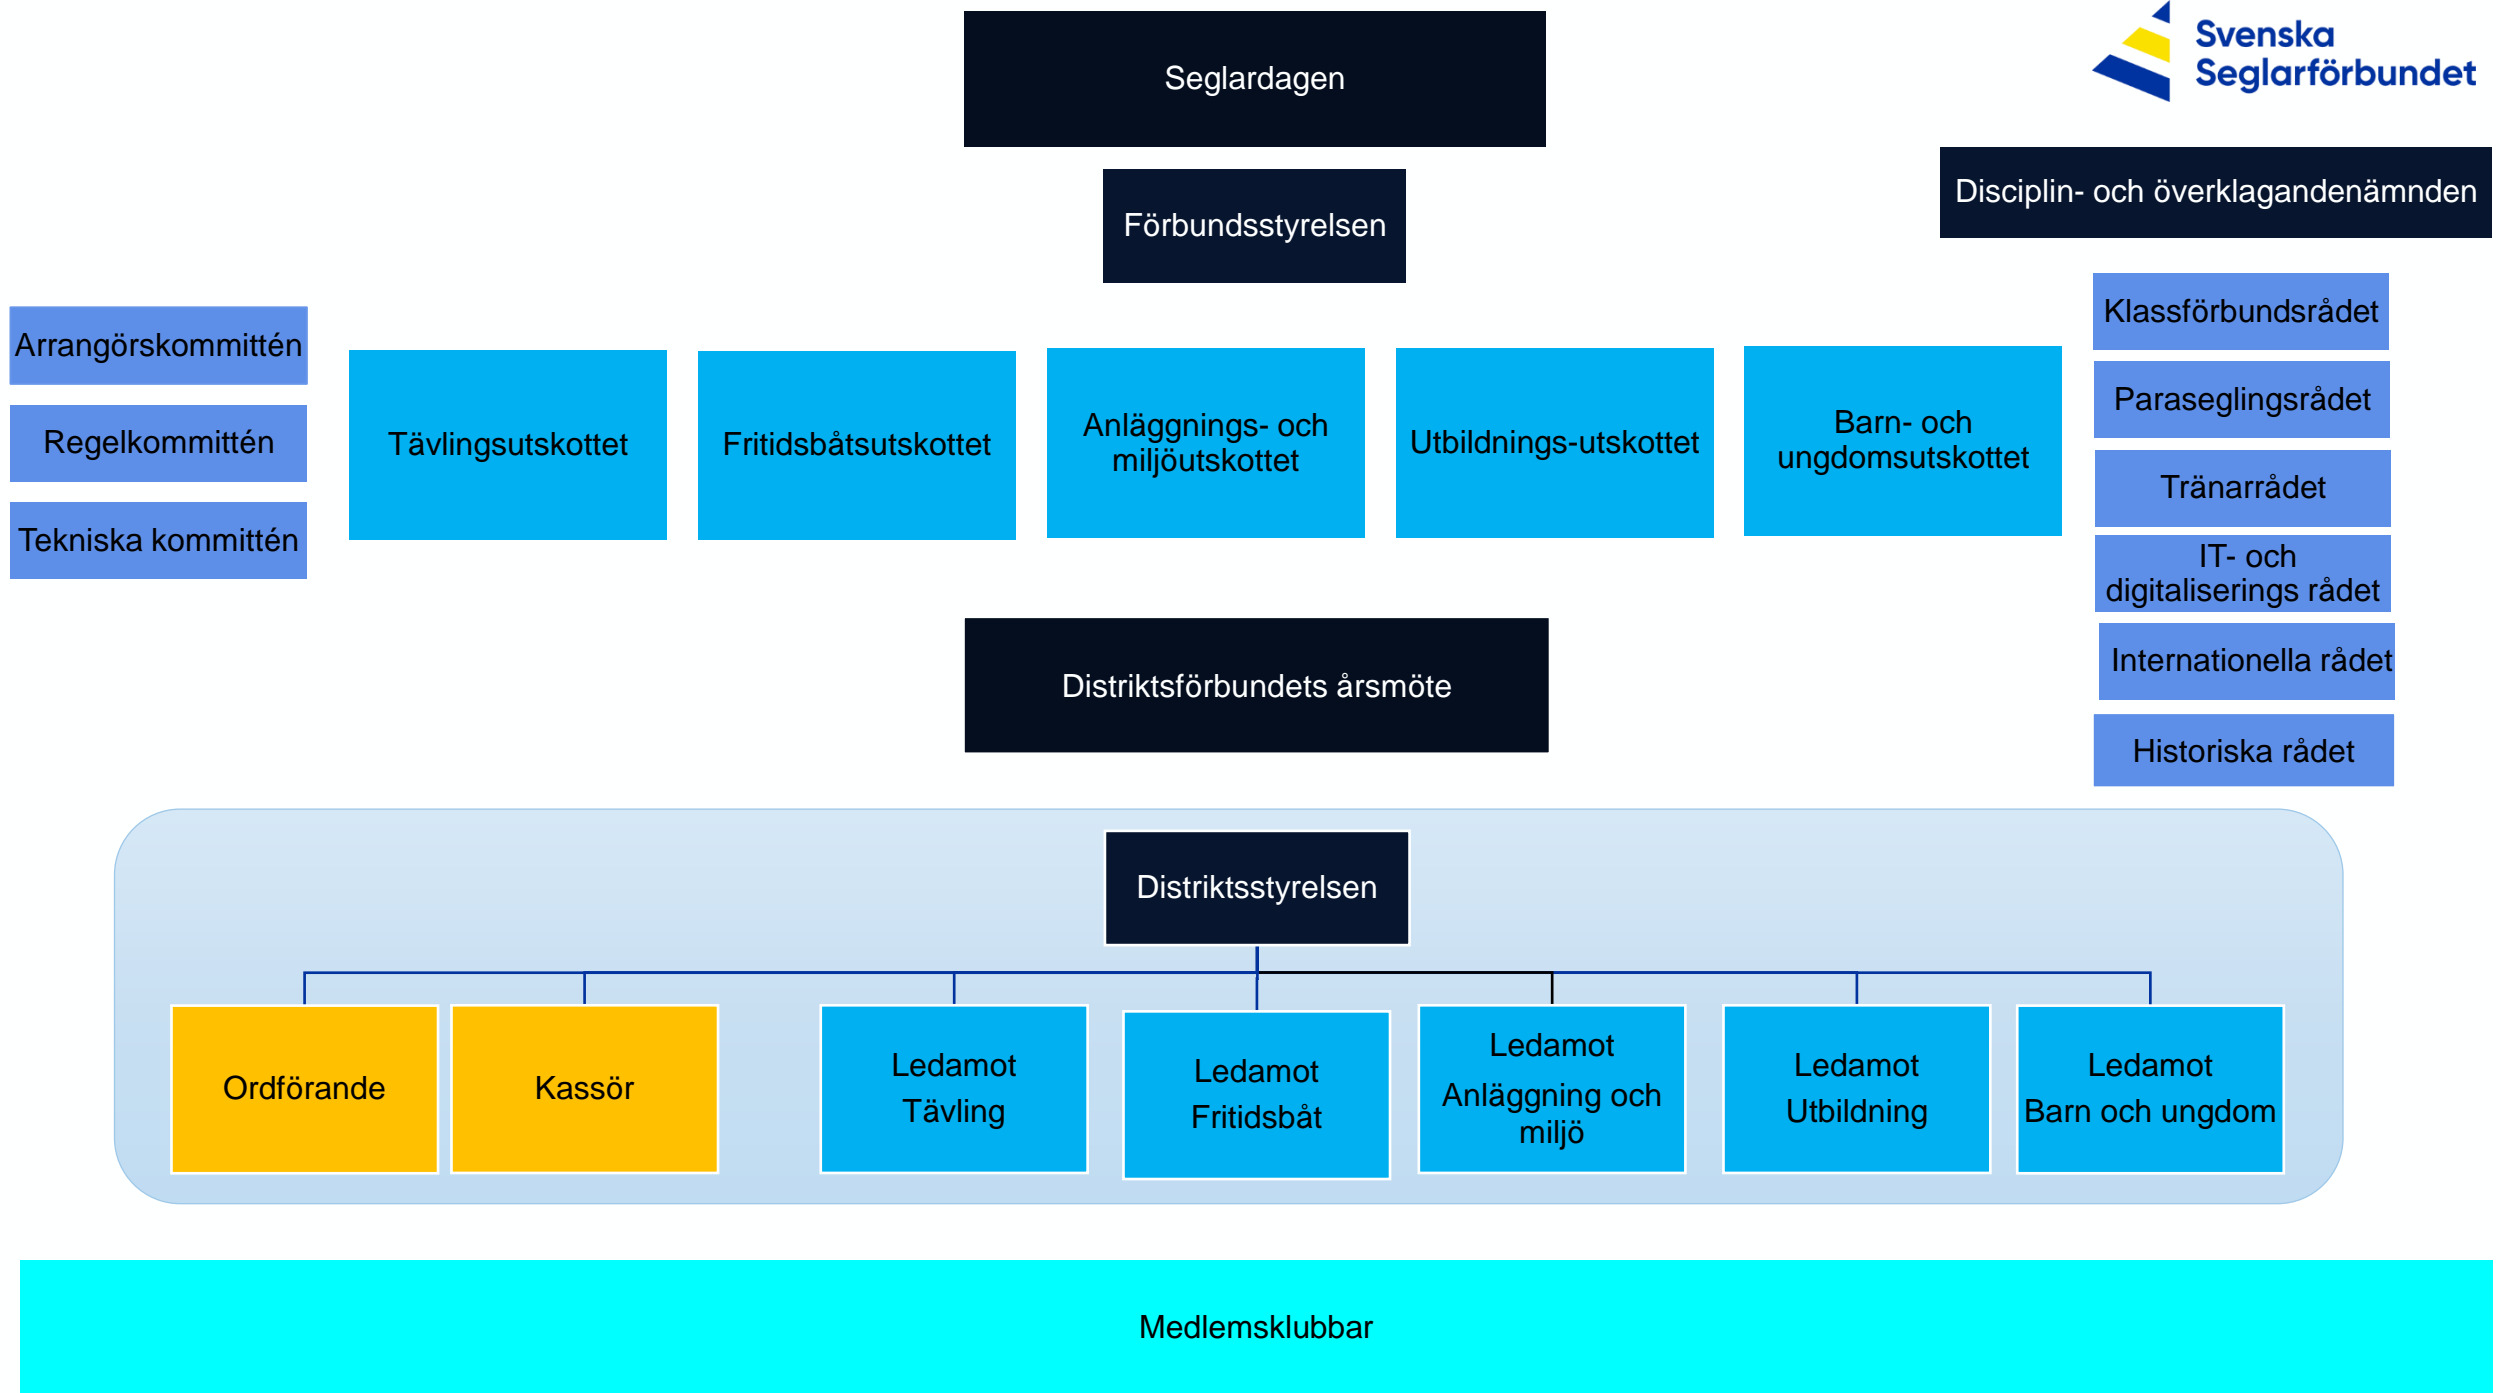 Svenska
Seglarförbundet
Seglardagen
Disciplin- och överklagandenämnden
Förbundsstyrelsen
Arrangörskommittén
Regelkommittén
Tekniska kommittén
Tävlingsutskottet
Fritidsbåtsutskottet
Anläggnings- och
miljöutskottet
Utbildnings-utskottet
Barn- och
ungdomsutskottet
Klassförbundsrådet
Paraseglingsrådet
Tränarrådet
IT- och
digitaliserings rådet
Internationella rådet
Historiska rådet
Distriktsförbundets årsmöte
Distriktsstyrelsen
Ordförande
Kassör
Ledamot
Tävling
Ledamot
Fritidsbåt
Ledamot
Anläggning och
miljö
Ledamot
Utbildning
Ledamot
Barn och ungdom
Medlemsklubbar